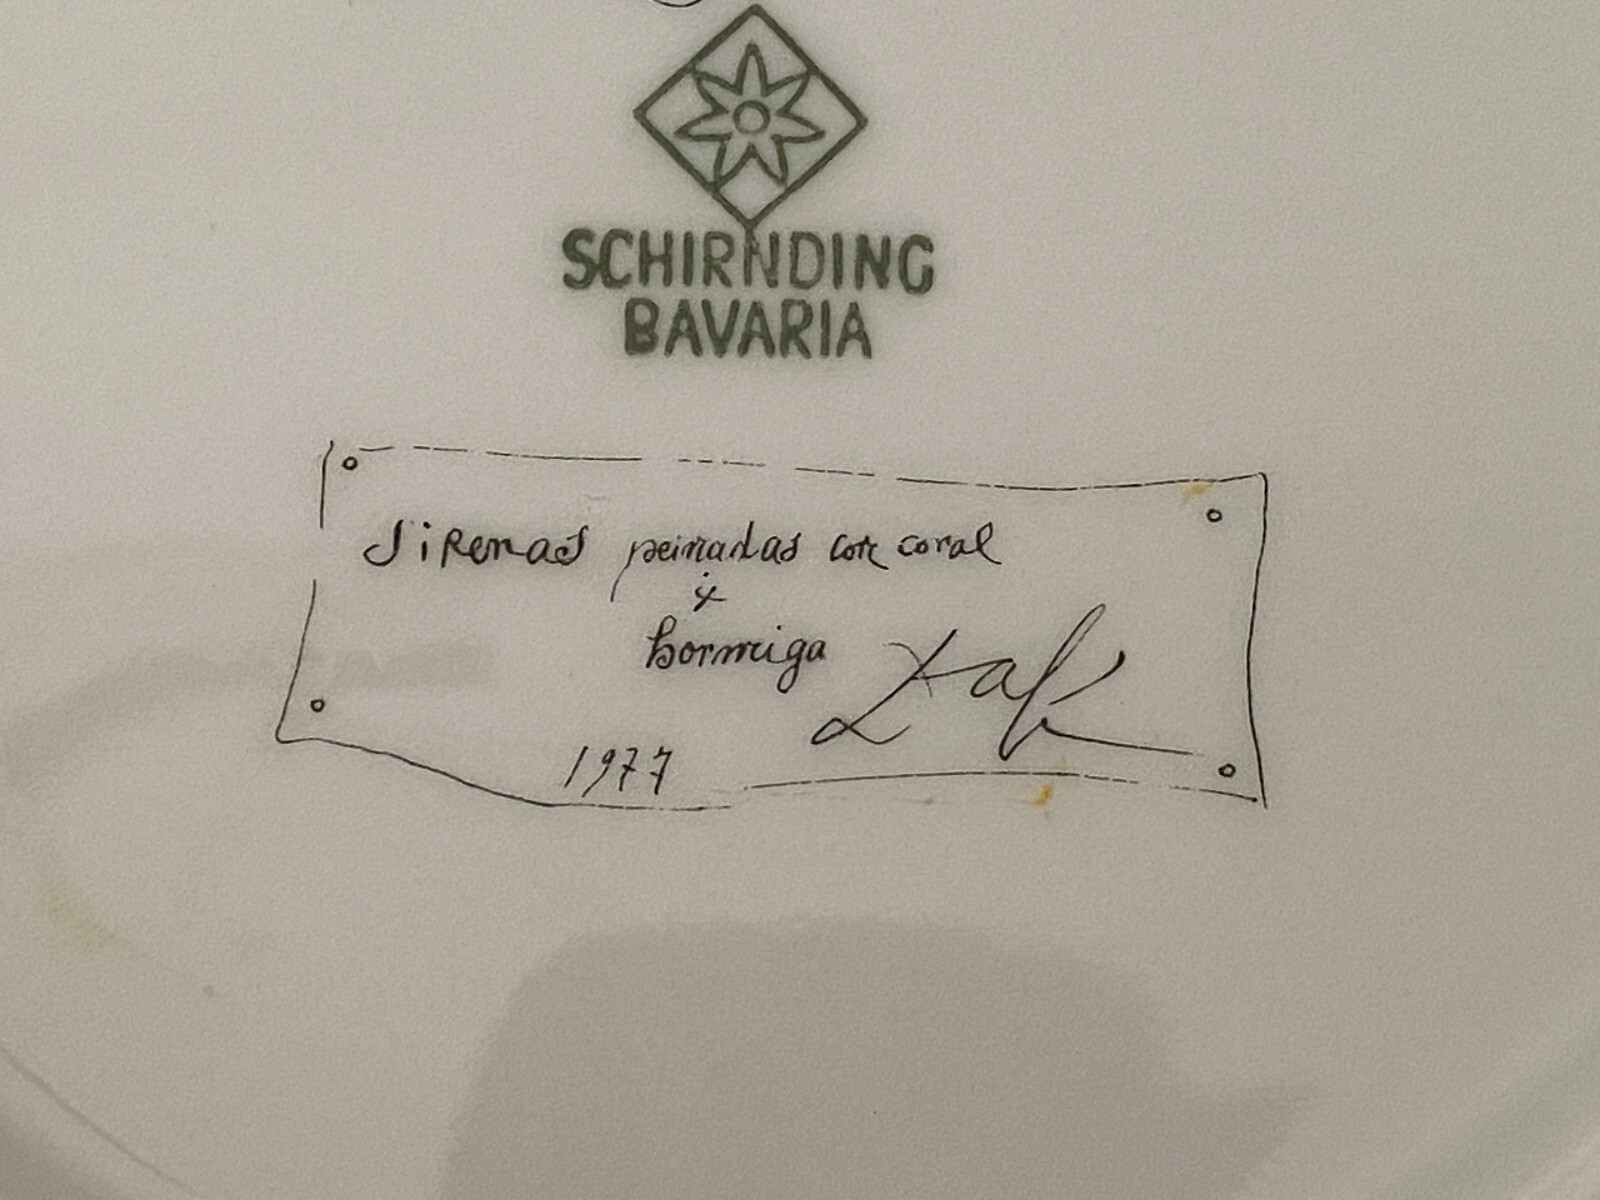 SCHIRNDING
BAVARIA
Sirenas peinadas con coral
y
hormiga
Dalí
1977